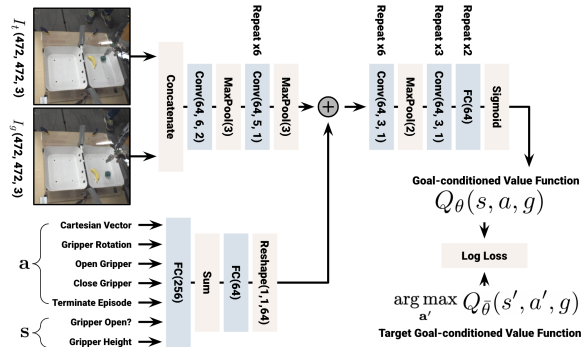 I_t (472, 472, 3)
I_g (472, 472, 3)
Concatenate
Conv(64, 6, 2)
MaxPool(3)
Repeat x6
Conv(64, 5, 1)
MaxPool(3)
+
Repeat x6
Conv(64, 3, 1)
MaxPool(2)
Repeat x3
Conv(64, 3, 1)
Repeat x2
FC(64)
Sigmoid
Goal-conditioned Value Function
Q_θ(s, a, g)
Log Loss
arg max_{a'} Q_{\bar{θ}}(s', a', g)
Target Goal-conditioned Value Function
a
Cartesian Vector
Gripper Rotation
Open Gripper
Close Gripper
Terminate Episode
s
Gripper Open?
Gripper Height
FC(256)
Sum
FC(64)
Reshape(1,1,64)